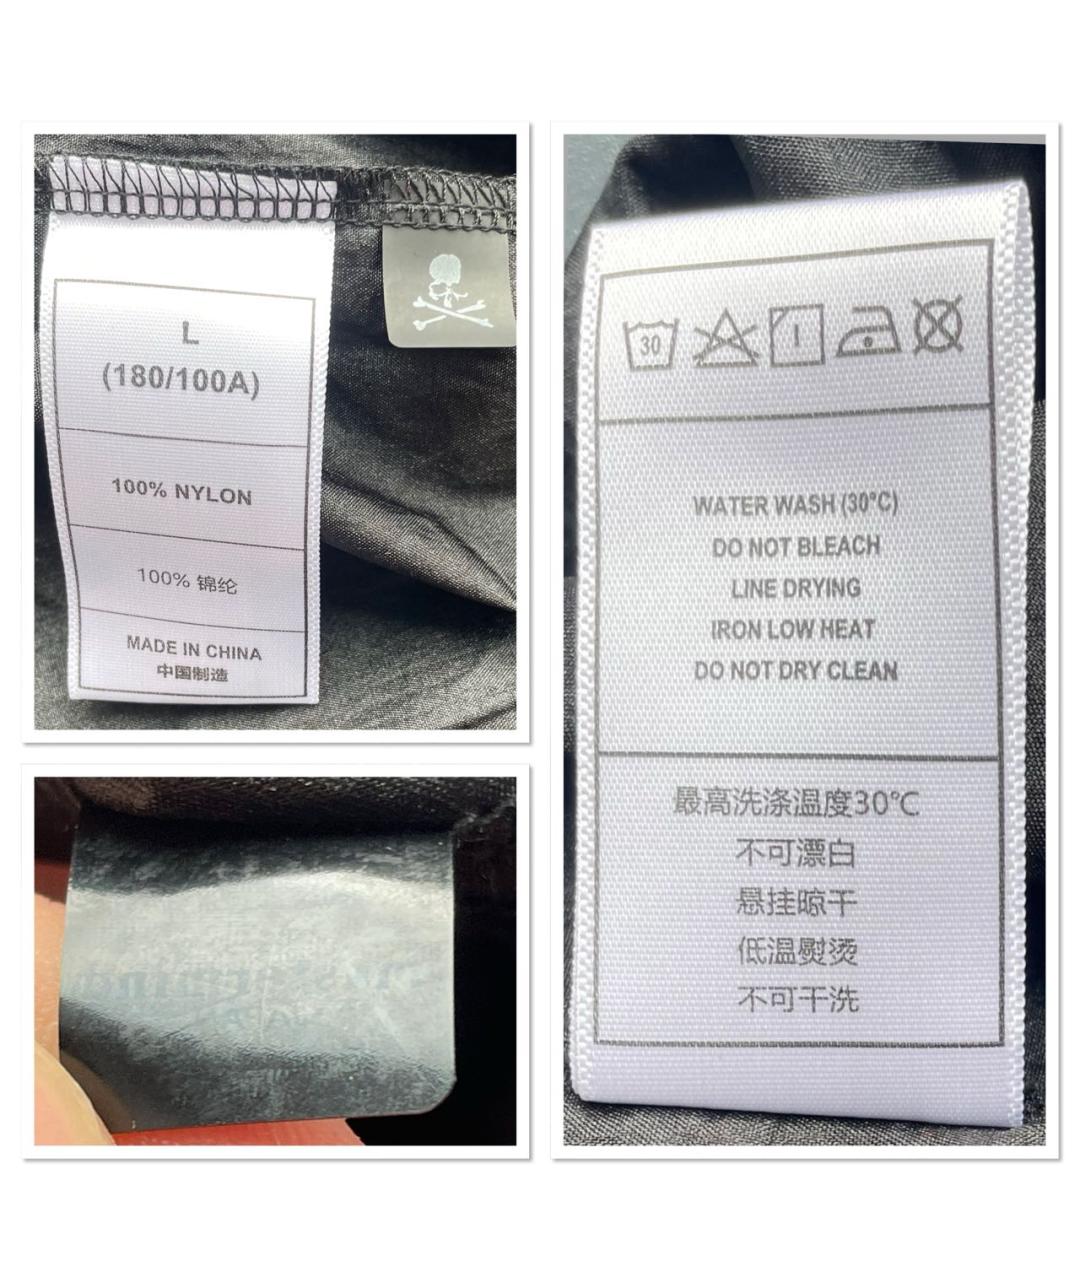 L
(180/100A)
100% NYLON
100% 锦纶
MADE IN CHINA
中国制造
30
WATER WASH (30°C)
DO NOT BLEACH
LINE DRYING
IRON LOW HEAT
DO NOT DRY CLEAN
最高洗涤温度30℃
不可漂白
悬挂晾干
低温熨烫
不可干洗